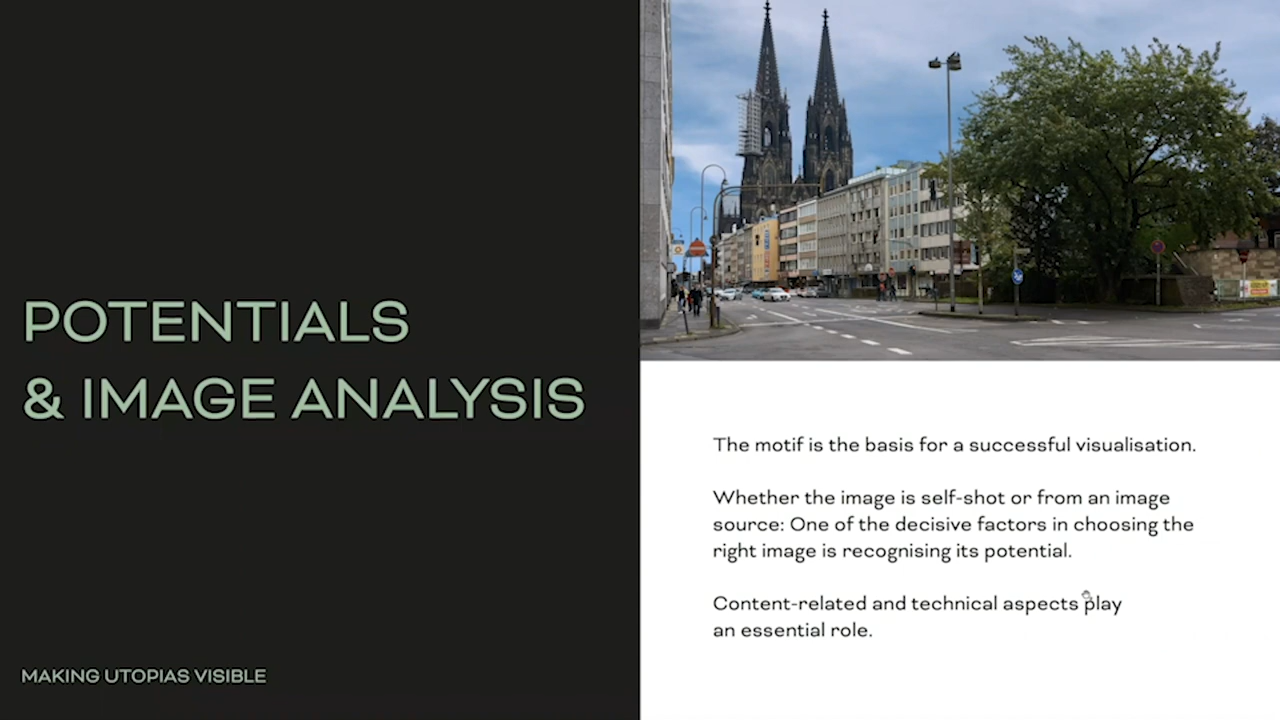 POTENTIALS
& IMAGE ANALYSIS
MAKING UTOPIAS VISIBLE
The motif is the basis for a successful visualisation.
Whether the image is self-shot or from an image
source: One of the decisive factors in choosing the
right image is recognising its potential.
Content-related and technical aspects play
an essential role.